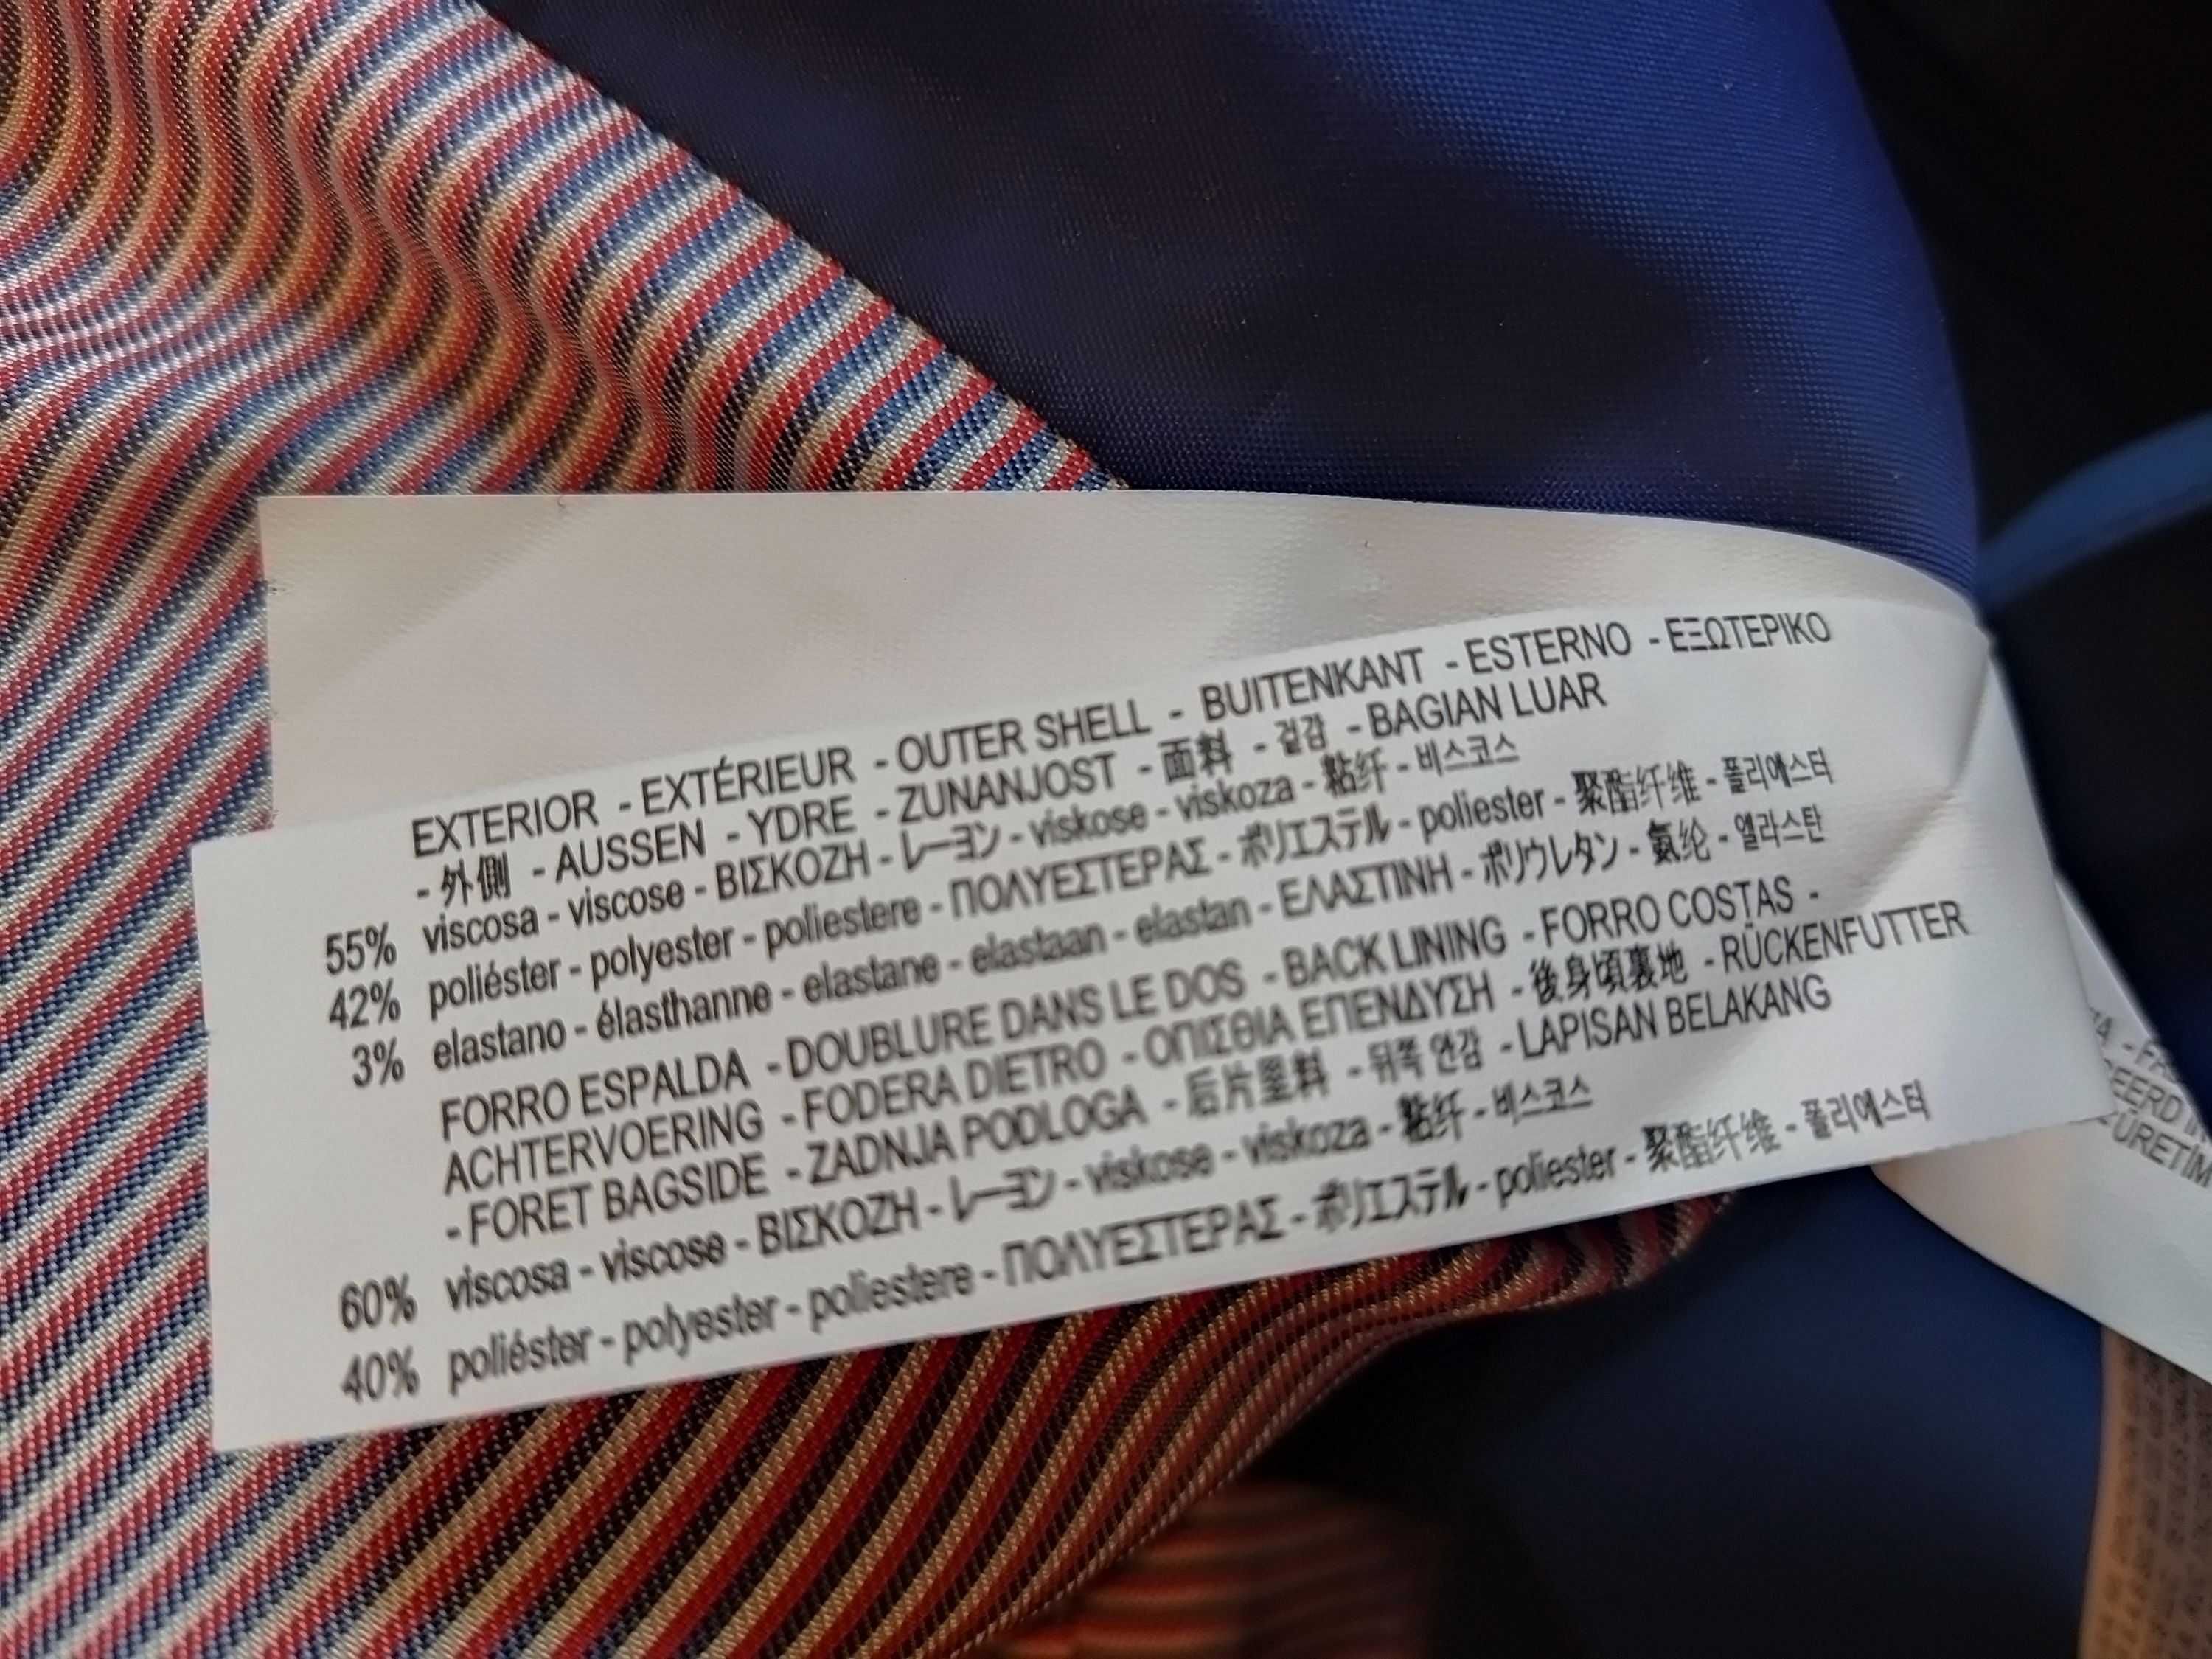 EXTERIOR - EXTÉRIEUR - OUTER SHELL - BUITENKANT - ESTERNO - ΕΞΩΤΕΡΙΚΟ
- 外側 - AUSSEN - YDRE - ZUNANJOST - 面料 - 겉감 - BAGIAN LUAR
55% viscosa - viscose - ΒΙΣΚΟΖΗ - レーヨン - viskose - viskoza - 粘纤 - 비스코스
42% poliéster - polyester - poliestere - ΠΟΛΥΕΣΤΕΡΑΣ - ポリエステル - poliester - 聚酯纤维 - 폴리에스터
3% elastano - élasthanne - elastane - elastaan - elastan - ΕΛΑΣΤΙΝΗ - ポリウレタン - 氨纶 - 엘라스탄
FORRO ESPALDA - DOUBLURE DANS LE DOS - BACK LINING - FORRO COSTAS -
ACHTERVOERING - FODERA DIETRO - ΟΠΙΣΘΙΑ ΕΠΕΝΔΥΣΗ - 後身頃裏地 - RÜCKENFUTTER
- FORET BAGSIDE - ZADNJA PODLOGA - 后片里料 - 뒤쪽 안감 - LAPISAN BELAKANG
60% viscosa - viscose - ΒΙΣΚΟΖΗ - レーヨン - viskose - viskoza - 粘纤 - 비스코스
40% poliéster - polyester - poliestere - ΠΟΛΥΕΣΤΕΡΑΣ - ポリエステル - poliester - 聚酯纤维 - 폴리에스터